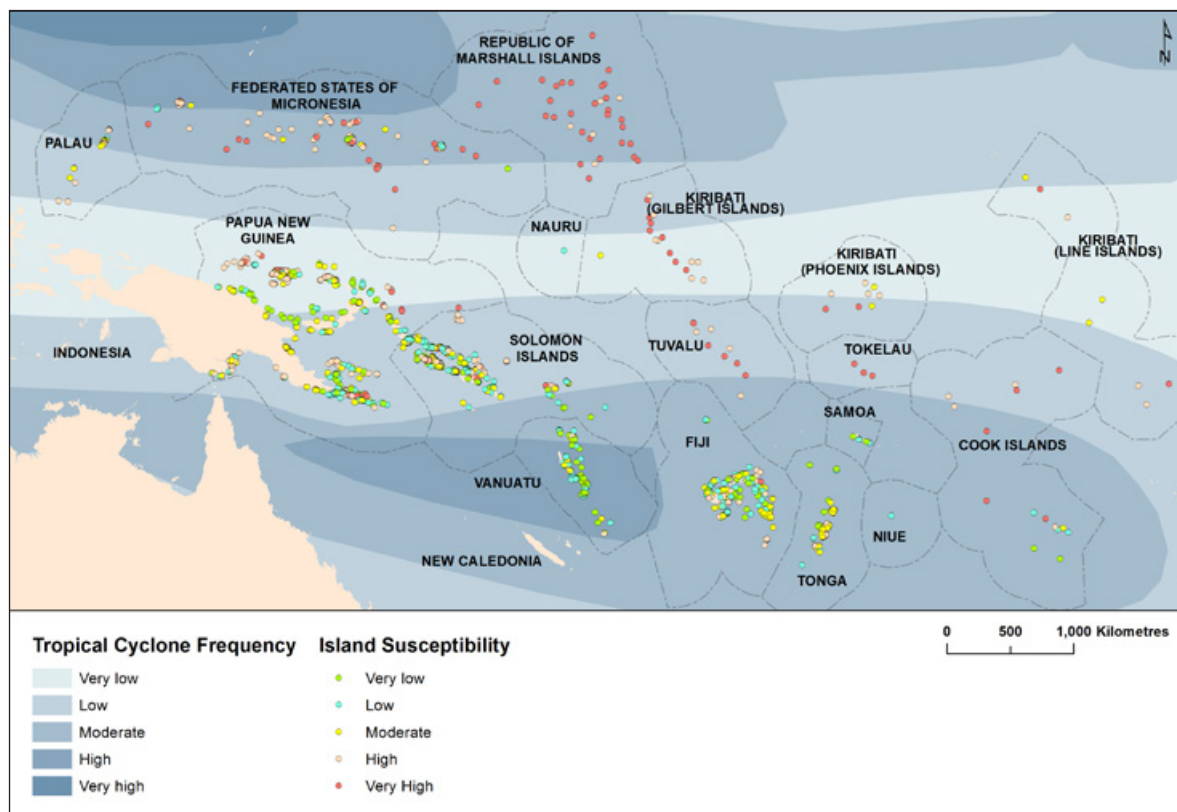 REPUBLIC OF
MARSHALL ISLANDS
FEDERATED STATES OF
MICRONESIA
PALAU
KIRIBATI
(GILBERT ISLANDS)
PAPUA NEW
GUINEA
NAURU
KIRIBATI
(LINE ISLANDS)
KIRIBATI
(PHOENIX ISLANDS)
INDONESIA
SOLOMON
ISLANDS
TUVALU
TOKELAU
SAMOA
FIJI
COOK ISLANDS
VANUATU
NIUE
NEW CALEDONIA
TONGA
N
Tropical Cyclone Frequency
Very low
Low
Moderate
High
Very high
Island Susceptibility
Very low
Low
Moderate
High
Very High
0 500 1,000 Kilometres